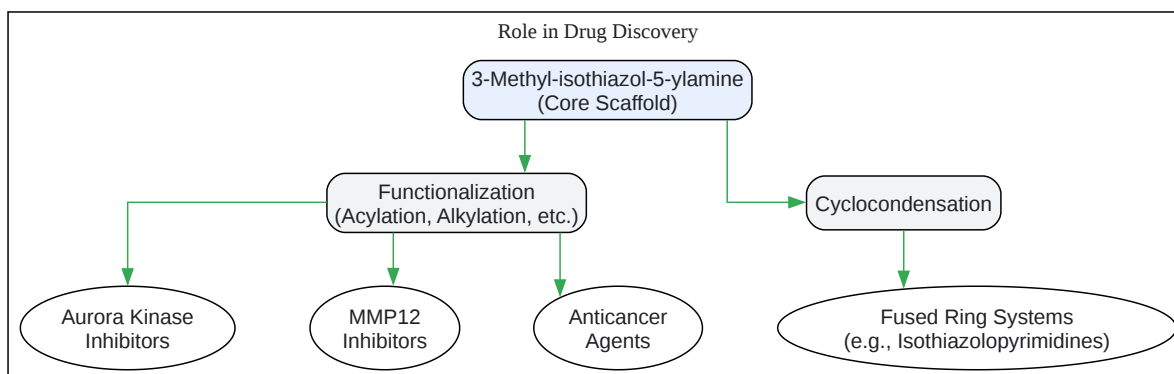 Role in Drug Discovery
3-Methyl-isothiazol-5-ylamine
(Core Scaffold)
Functionalization
(Acylation, Alkylation, etc.)
Cyclocondensation
Aurora Kinase
Inhibitors
MMP12
Inhibitors
Anticancer
Agents
Fused Ring Systems
(e.g., Isothiazolopyrimidines)